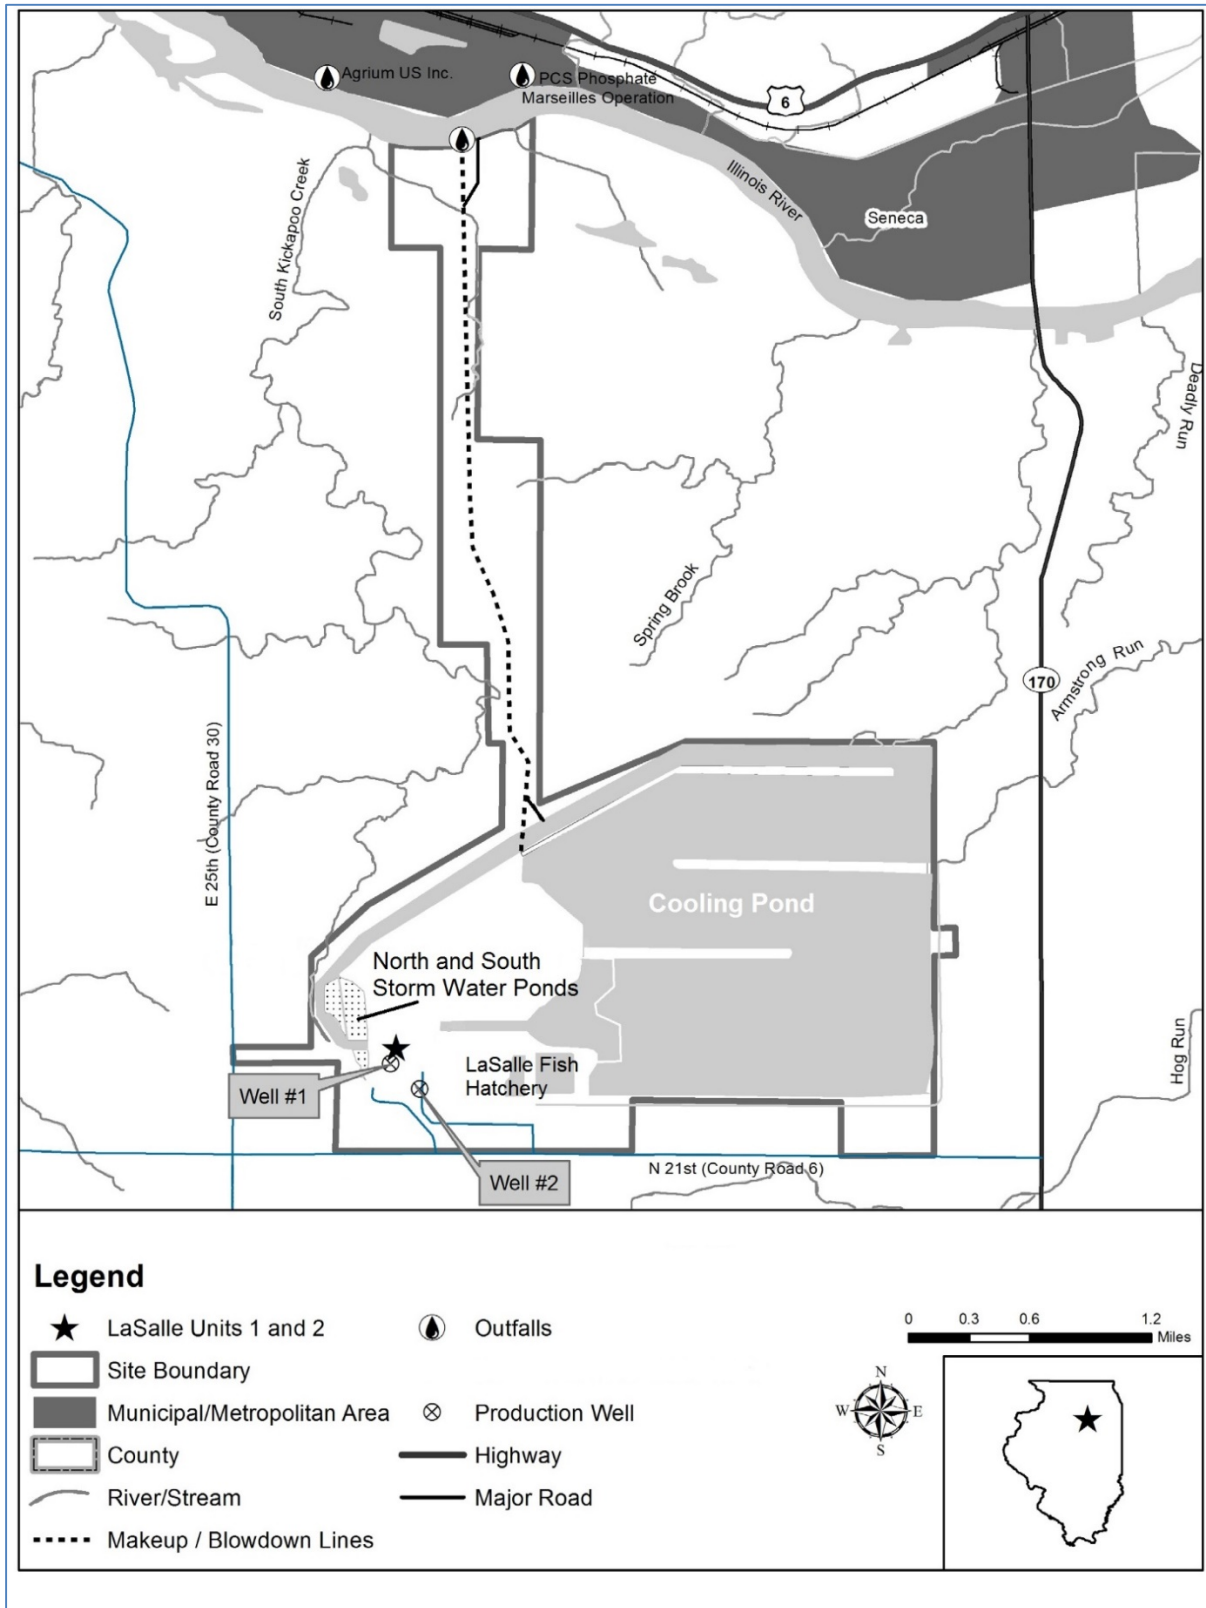 Agrium US Inc.
PCS Phosphate
Marseilles Operation
6
Illinois River
Seneca
South Kickapoo Creek
Deadly Run
Spring Brook
170
Armstrong Run
E 25th (County Road 30)
Cooling Pond
North and South
Storm Water Ponds
LaSalle Fish
Hatchery
Well #1
Well #2
Hog Run
N 21st (County Road 6)
Legend
LaSalle Units 1 and 2
Outfalls
Site Boundary
Municipal/Metropolitan Area
Production Well
County
Highway
River/Stream
Major Road
Makeup / Blowdown Lines
0 0.3 0.6 1.2
Miles
N
W E
S